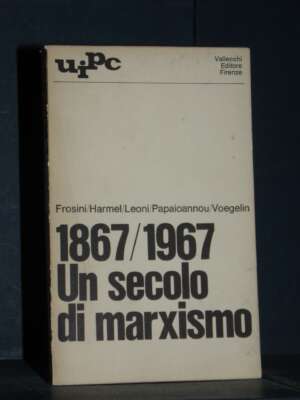 uipc
Vallecchi
Editore
Firenze
Frosini/Harmel/Leoni/Papaioannou/Voegelin
1867/1967
Un secolo
di marxismo